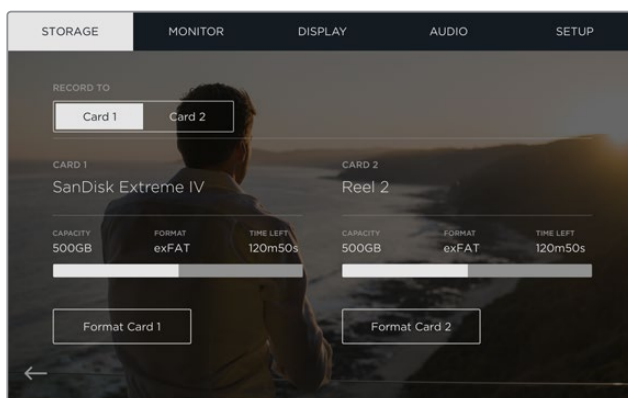 STORAGE MONITOR DISPLAY AUDIO SETUP
RECORD TO
Card 1 Card 2
CARD 1 CARD 2
SanDisk Extreme IV Reel 2
CAPACITY FORMAT TIME LEFT CAPACITY FORMAT TIME LEFT
500GB exFAT 120m50s 500GB exFAT 120m50s
Format Card 1 Format Card 2